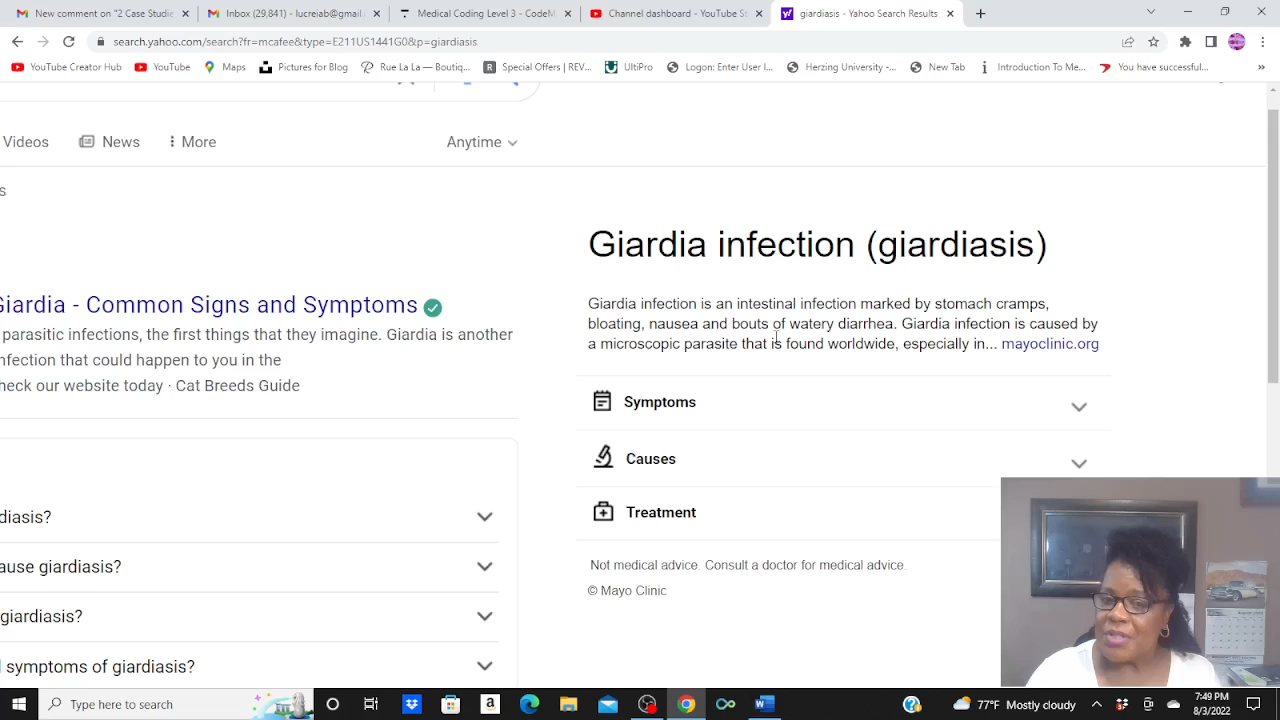 New comment on "2 Case Studie
Inbox (29,841) - lucreiab@gmail.
Medical Coding Level 3 - CodeM
Channel dashboard - YouTube St
giardiasis - Yahoo Search Results
search.yahoo.com/search?fr=mcafee&type=E211US1441G0&p=giardiasis
YouTube Creator Hub
YouTube
Maps
Pictures for Blog
Rue La La — Boutiq...
Special Offers | REV...
UltiPro
Logon: Enter User I...
Herzing University -...
New Tab
Introduction To Me...
You have successful...
Videos
News
More
Anytime
s
Giardia infection (giardiasis)
Giardia infection is an intestinal infection marked by stomach cramps,
bloating, nausea and bouts of watery diarrhea. Giardia infection is caused by
a microscopic parasite that is found worldwide, especially in... mayoclinic.org
Symptoms
Causes
Treatment
Not medical advice. Consult a doctor for medical advice.
© Mayo Clinic
Giardia - Common Signs and Symptoms
parasitic infections, the first things that they imagine. Giardia is another
nfection that could happen to you in the
heck our website today · Cat Breeds Guide
diasis?
ause giardiasis?
giardiasis?
symptoms of giardiasis?
Type here to search
77°F Mostly cloudy
7:49 PM
8/3/2022